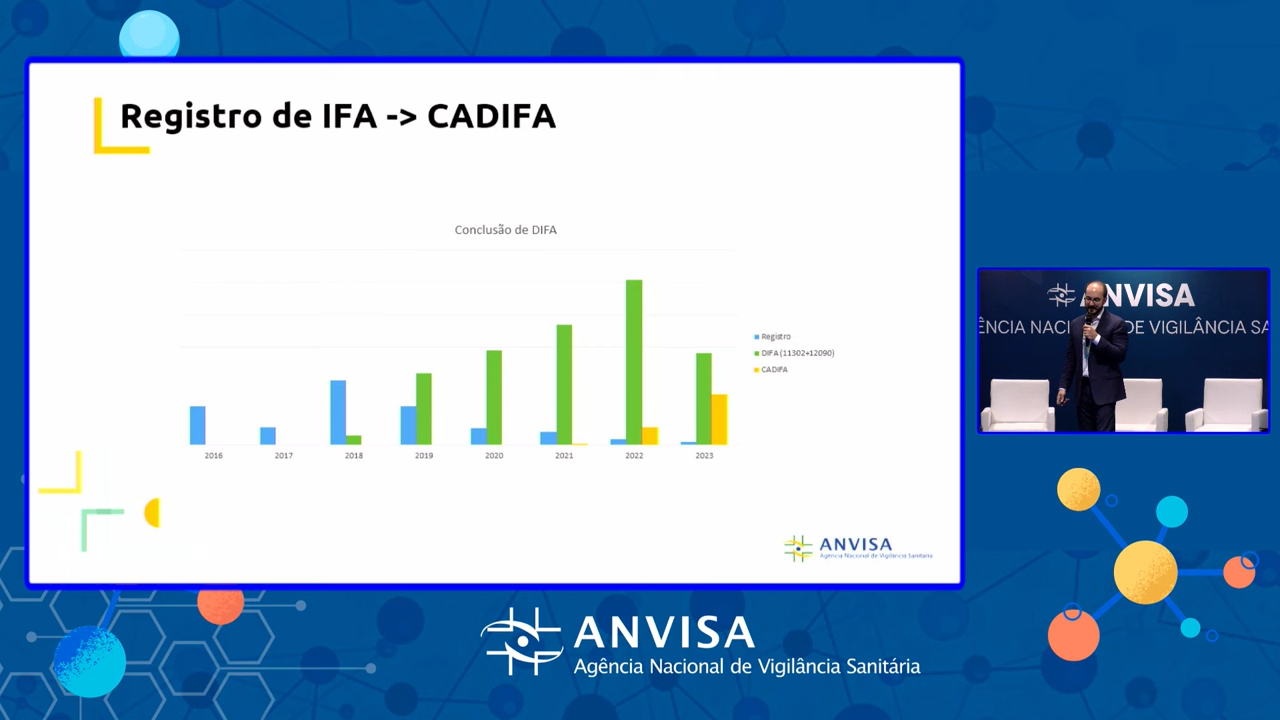 Registro de IFA -> CADIFA
Conclusão de DIFA
Registro
DIFA (11302+12090)
CADIFA
2016 2017 2018 2019 2020 2021 2022 2023
ANVISA
Agência Nacional de Vigilância Sanitária
ANVISA
ÊNCIA NACI DE VIGILÂNCIA SA
ANVISA
Agência Nacional de Vigilância Sanitária